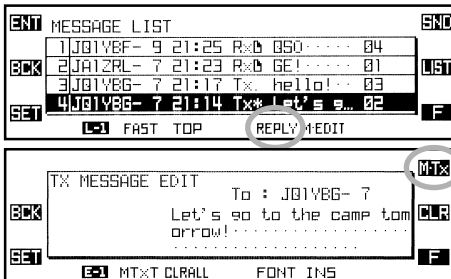 ENT MESSAGE LIST SND
1 JQ1YBF- 9 21:25 Rx QSO····· 04
BCK 2 JA1ZRL- 7 21:23 Rx GE!····· 01 LIST
3 JQ1YBG- 7 21:17 Tx. hello!·· 03
SET 4 JQ1YBG- 7 21:14 Tx* Let's g… 02 F
L-1 FAST TOP REPLY M·EDIT
M·Tx
TX MESSAGE EDIT
To : JQ1YBG- 7
BCK Let's go to the camp tom CLR
orrow!·················
SET F
E-1 MTxT CLRALL FONT INS